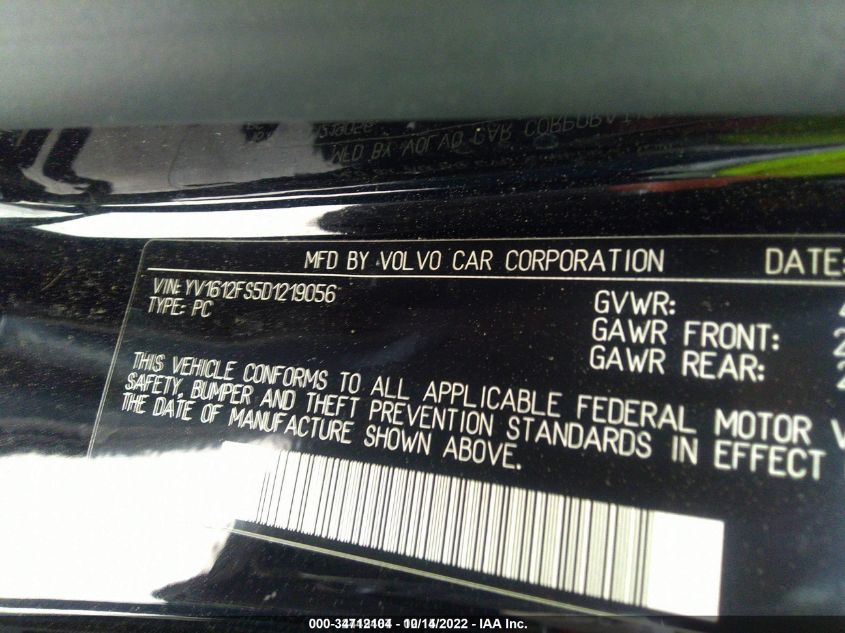 MFD BY VOLVO CAR CORPORATION DATE:
VIN: YV1612FS5D1219056
TYPE: PC
GVWR:
GAWR FRONT: 2
GAWR REAR: 2
THIS VEHICLE CONFORMS TO ALL APPLICABLE FEDERAL MOTOR V
SAFETY, BUMPER AND THEFT PREVENTION STANDARDS IN EFFECT
THE DATE OF MANUFACTURE SHOWN ABOVE.
- IAA Inc.